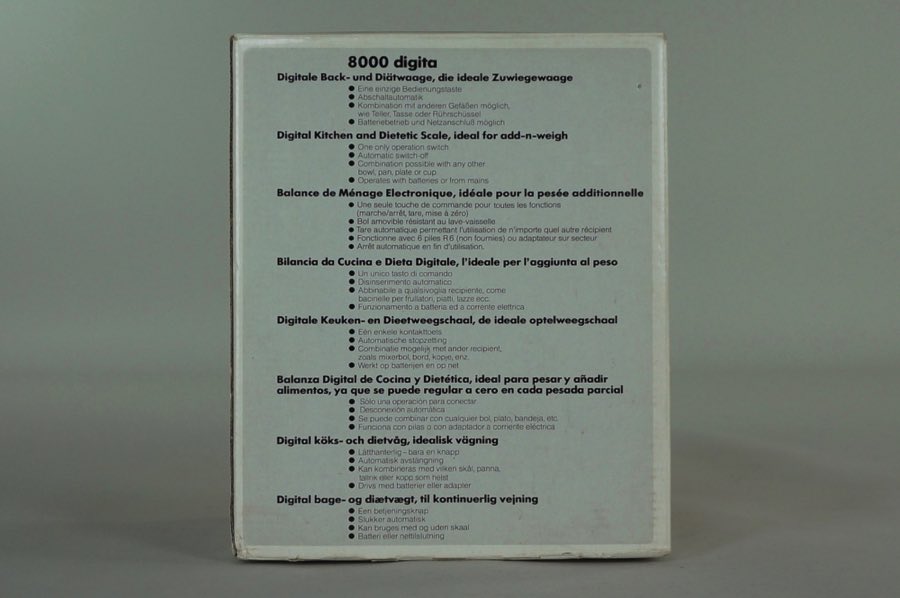 8000 digita
Digitale Back- und Diätwaage, die ideale Zuwiegewaage
● Eine einzige Bedienungstaste
● Abschaltautomatik
● Kombination mit anderen Gefäßen möglich,
wie Teller, Tasse oder Rührschüssel
● Batteriebetrieb und Netzanschluß möglich
Digital Kitchen and Dietetic Scale, ideal for add-n-weigh
● One only operation switch
● Automatic switch-off
● Combination possible with any other
bowl, pan, plate or cup
● Operates with batteries or from mains
Balance de Ménage Electronique, idéale pour la pesée additionnelle
● Une seule touche de commande pour toutes les fonctions
(marche/arrêt, tare, mise à zéro)
● Bol amovible résistant au lave-vaisselle
● Tare automatique permettant l'utilisation de n'importe quel autre récipient
● Fonctionne avec 6 piles R6 (non fournies) ou adaptateur sur secteur
● Arrêt automatique en fin d'utilisation.
Bilancia da Cucina e Dieta Digitale, l'ideale per l'aggiunta al peso
● Un unico tasto di comando
● Disinserimento automatico
● Abbinabile a qualsivoglia recipiente, come
bacinelle per frullatori, piatti, tazze ecc.
● Funzionamento a batteria ed a corrente elettrica
Digitale Keuken- en Dieetweegschaal, de ideale optelweegschaal
● Eén enkele kontakttoets
● Automatische stopzetting
● Combinatie mogelijk met ander recipient,
zoals mixerbol, bord, kopje, enz.
● Werkt op batterijen en op net
Balanza Digital de Cocina y Dietética, ideal para pesar y añadir
alimentos, ya que se puede regular a cero en cada pesada parcial
● Sólo una operación para conectar
● Desconexión automática
● Se puede combinar con cualquier bol, plato, bandeja, etc.
● Funciona con pilas o con adaptador a corriente eléctrica
Digital köks- och dietvåg, idealisk vägning
● Lätthanterlig – bara en knapp
● Automatisk avstängning
● Kan kombineras med vilken skål, panna,
tallrik eller kopp som helst
● Drivs med batterier eller adapter
Digital bage- og diætvægt, til kontinuerlig vejning
● Een betjeningsknap
● Slukker automatisk
● Kan bruges med og uden skaal
● Batteri eller nettilslutning